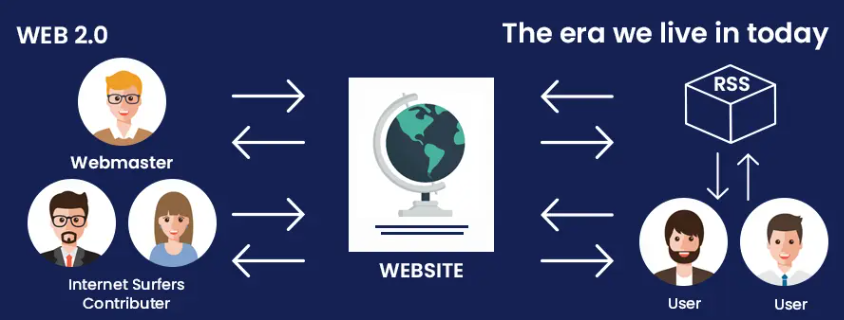 WEB 2.0
The era we live in today
RSS
Webmaster
Internet Surfers
Contributer
WEBSITE
User
User